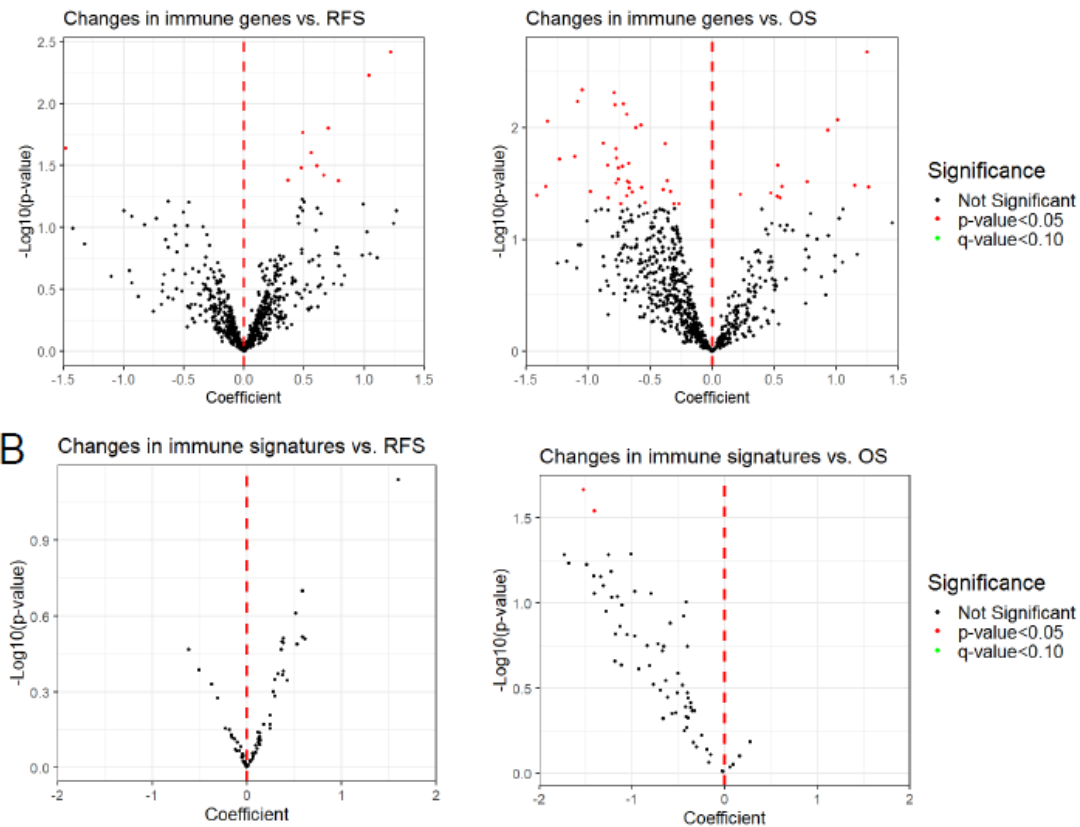 Changes in immune genes vs. RFS
2.5
2.0
1.5
1.0
0.5
0.0
-Log10(p-value)
-1.5 -1.0 -0.5 0.0 0.5 1.0 1.5
Coefficient
Changes in immune genes vs. OS
2
1
0
-Log10(p-value)
-1.5 -1.0 -0.5 0.0 0.5 1.0 1.5
Coefficient
Significance
Not Significant
p-value<0.05
q-value<0.10
B
Changes in immune signatures vs. RFS
0.9
0.6
0.3
0.0
-Log10(p-value)
-2 -1 0 1 2
Coefficient
Changes in immune signatures vs. OS
1.5
1.0
0.5
0.0
-Log10(p-value)
-2 -1 0 1 2
Coefficient
Significance
Not Significant
p-value<0.05
q-value<0.10